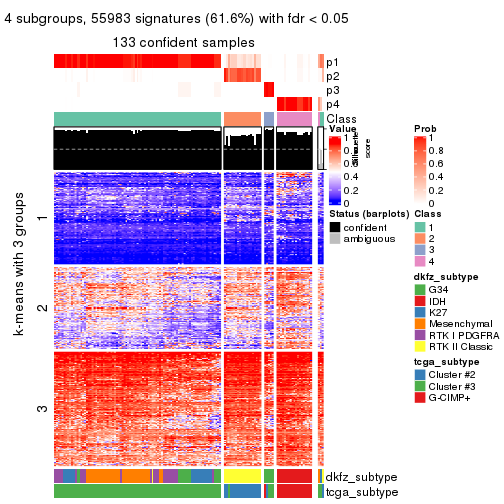 4 subgroups, 55983 signatures (61.6%) with fdr < 0.05
133 confident samples
p1
p2
p3
p4
Class
Silhouette score
k-means with 3 groups
1
2
3
dkfz_subtype
tcga_subtype
Value
1
0.8
0.6
0.4
0.2
0
Status (barplots)
confident
ambiguous
Prob
1
0.8
0.6
0.4
0.2
0
Class
1
2
3
4
dkfz_subtype
G34
IDH
K27
Mesenchymal
RTK I PDGFRA
RTK II Classic
tcga_subtype
Cluster #2
Cluster #3
G-CIMP+